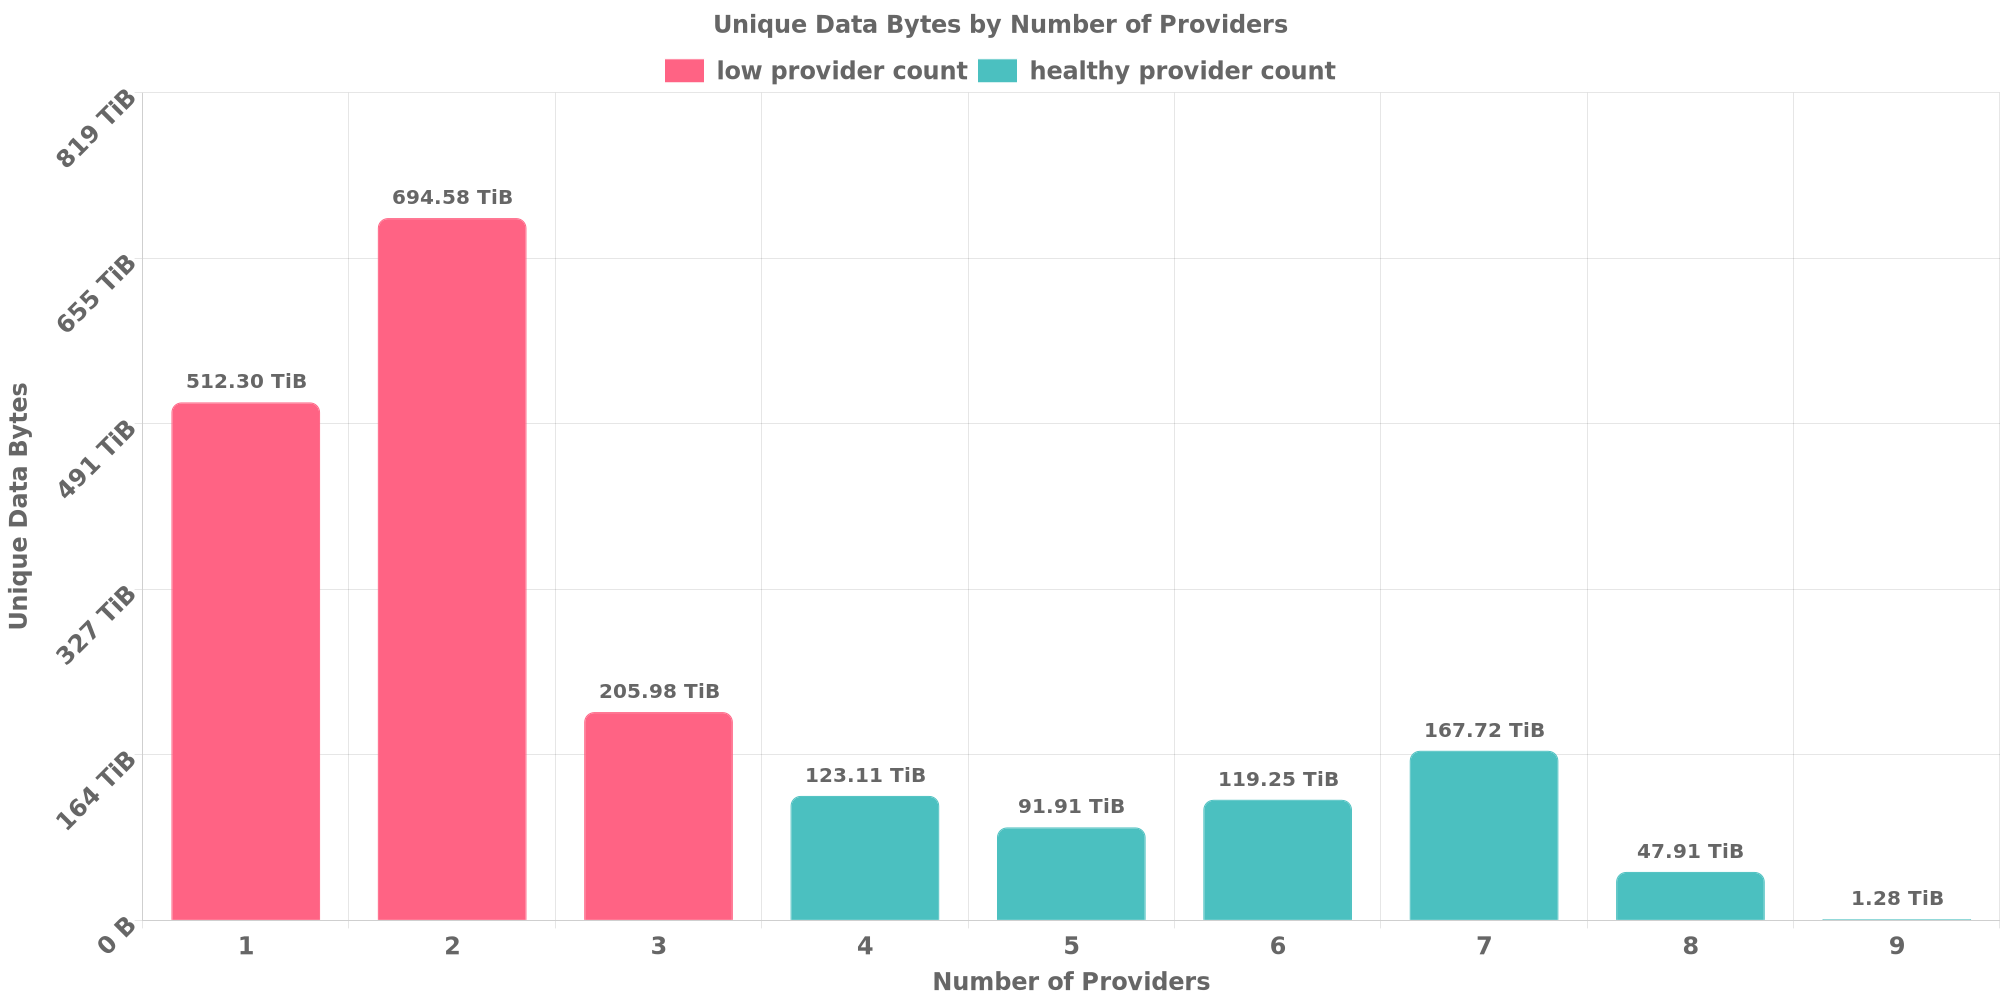 Unique Data Bytes by Number of Providers
low provider count healthy provider count
819 TiB
655 TiB
491 TiB
327 TiB
164 TiB
0 B
Unique Data Bytes
512.30 TiB
694.58 TiB
205.98 TiB
123.11 TiB
91.91 TiB
119.25 TiB
167.72 TiB
47.91 TiB
1.28 TiB
1 2 3 4 5 6 7 8 9
Number of Providers